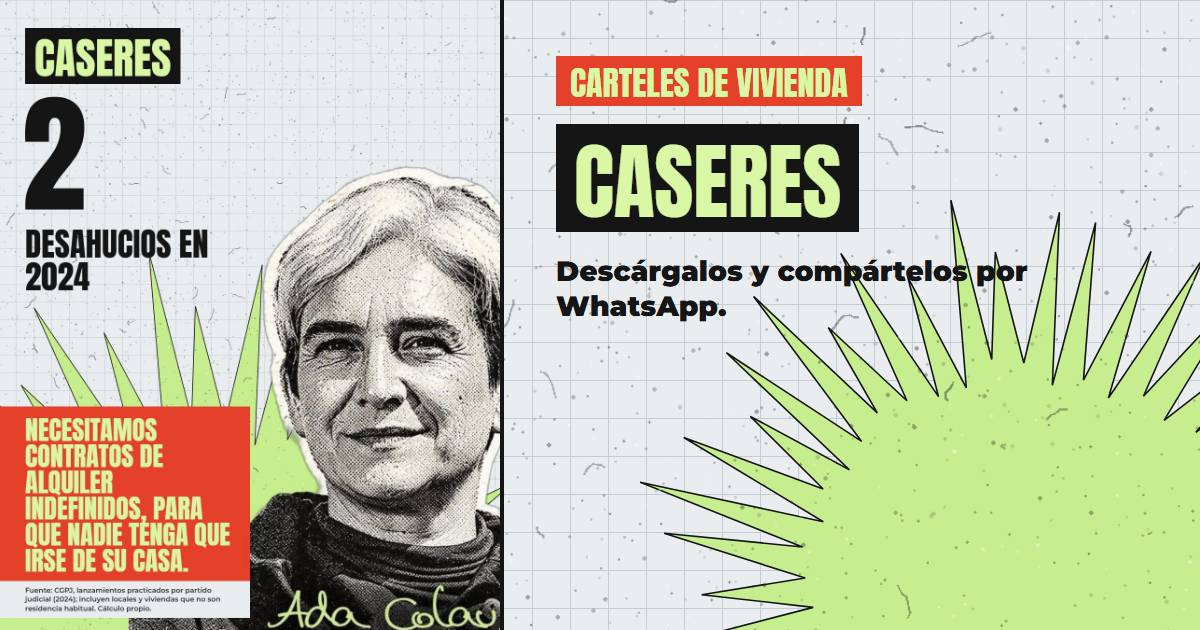 CASERES
2
DESAHUCIOS EN
2024
NECESITAMOS
CONTRATOS DE
ALQUILER
INDEFINIDOS, PARA
QUE NADIE TENGA QUE
IRSE DE SU CASA.
Fuente: CGPJ, lanzamientos practicados por partido
judicial (2024); incluyen locales y viviendas que no son
residencia habitual. Cálculo propio.
Ada Colau
CARTELES DE VIVIENDA
CASERES
Descárgalos y compártelos por
WhatsApp.